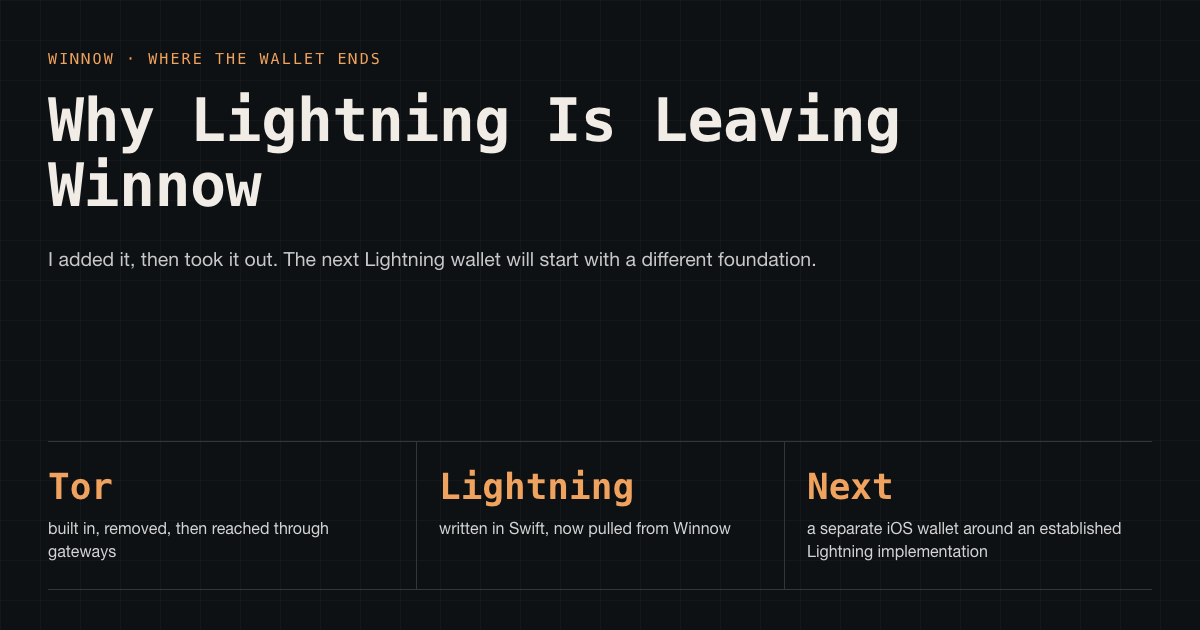 WINNOW · WHERE THE WALLET ENDS
Why Lightning Is Leaving
Winnow
I added it, then took it out. The next Lightning wallet will start with a different foundation.
Tor
built in, removed, then reached through
gateways
Lightning
written in Swift, now pulled from Winnow
Next
a separate iOS wallet around an established
Lightning implementation